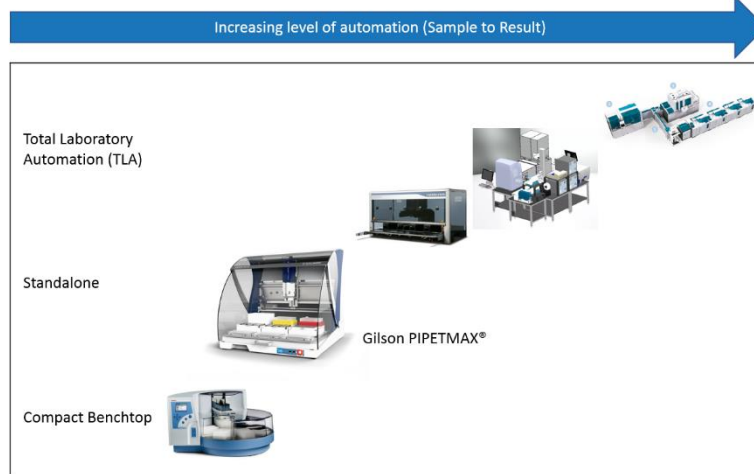 Increasing level of automation (Sample to Result)
Total Laboratory
Automation (TLA)
Standalone
Gilson PIPETMAX®
Compact Benchtop